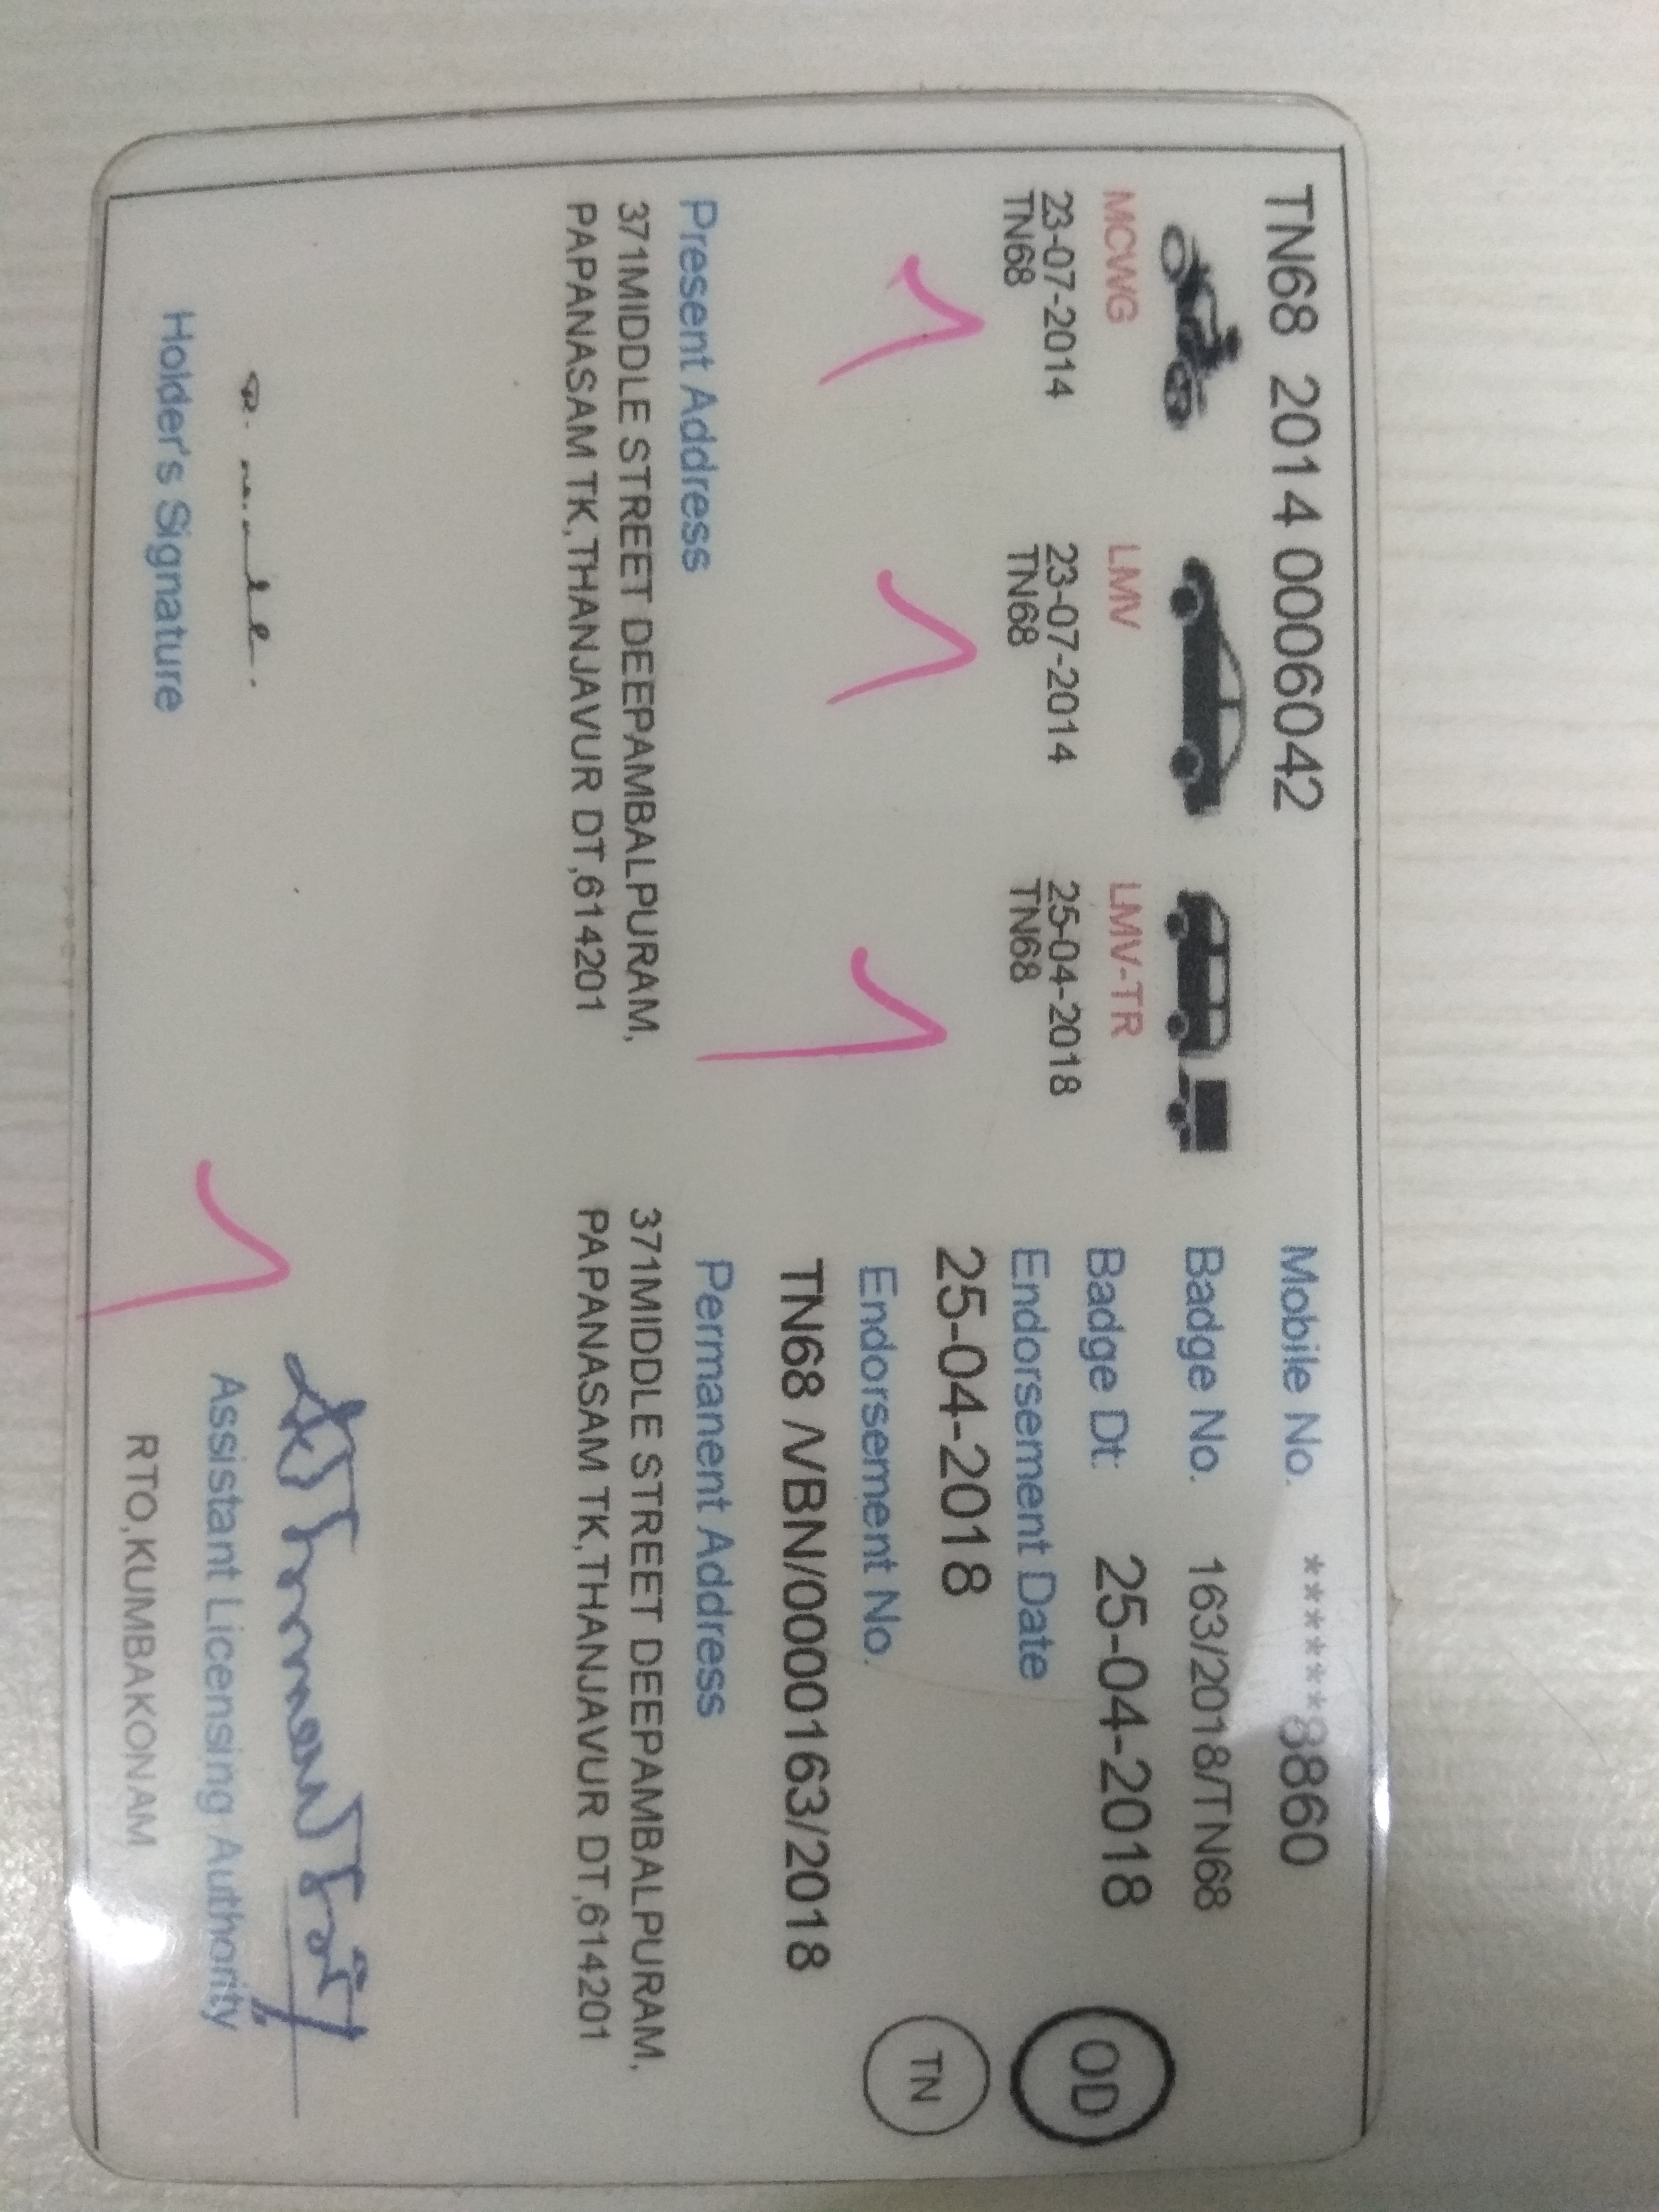 TN68 2014 0006042
MCWG
23-07-2014
TN68
LMV
23-07-2014
TN68
LMV-TR
25-04-2018
TN68
Mobile No. ******8860
Badge No. 163/2018/TN68
Badge Dt: 25-04-2018
Endorsement Date
25-04-2018
Endorsement No.
TN68 /VBN/0000163/2018
OD
TN
Present Address
371MIDDLE STREET DEEPAMBALPURAM,
PAPANASAM TK,THANJAVUR DT,614201
Permanent Address
371MIDDLE STREET DEEPAMBALPURAM,
PAPANASAM TK,THANJAVUR DT,614201
Holder's Signature
Assistant Licensing Authority
RTO,KUMBAKONAM